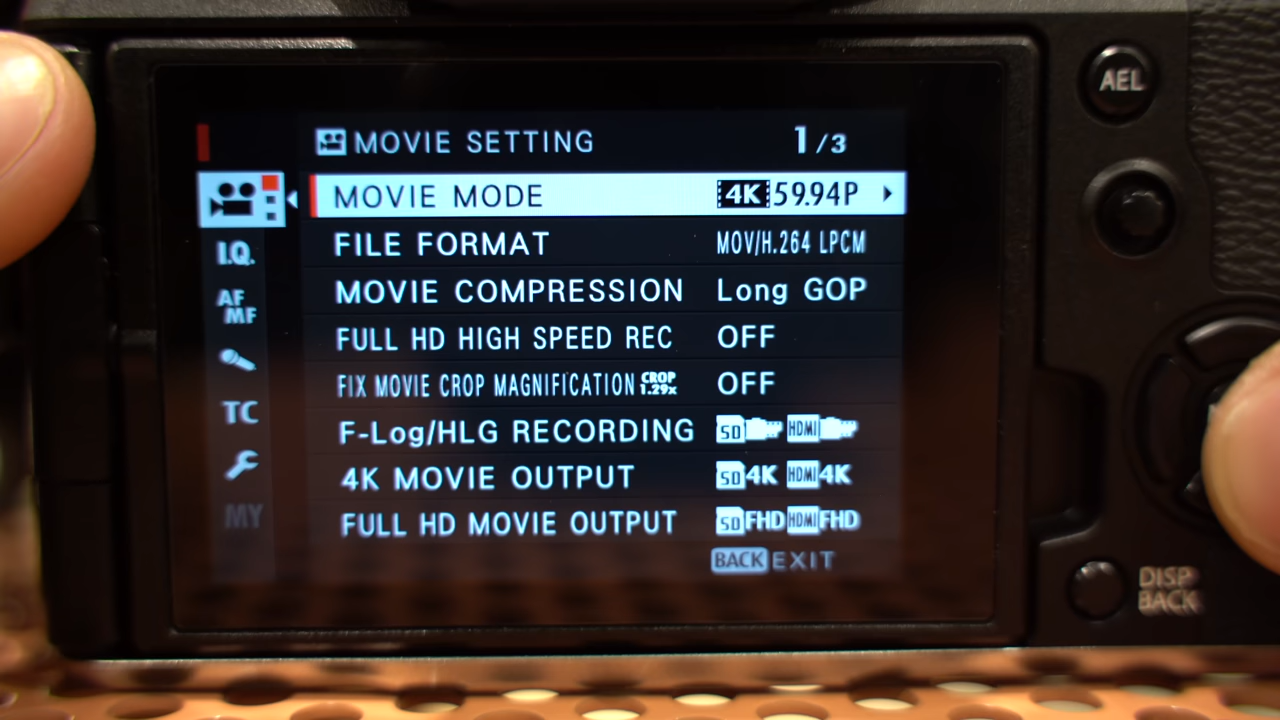 AEL
MOVIE SETTING 1/3
MOVIE MODE 4K 59.94P
I.Q. FILE FORMAT MOV/H.264 LPCM
AF MF MOVIE COMPRESSION Long GOP
FULL HD HIGH SPEED REC OFF
FIX MOVIE CROP MAGNIFICATION CROP 1.29x OFF
TC F-Log/HLG RECORDING SD HDMI
4K MOVIE OUTPUT SD 4K HDMI 4K
MY FULL HD MOVIE OUTPUT SD FHD HDMI FHD
BACK EXIT
DISP
BACK